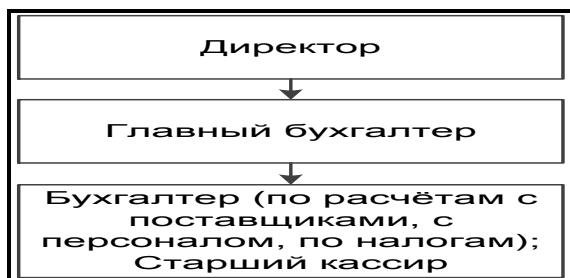 Директор
Главный бухгалтер
Бухгалтер (по расчётам с
поставщиками, с
персоналом, по налогам);
Старший кассир